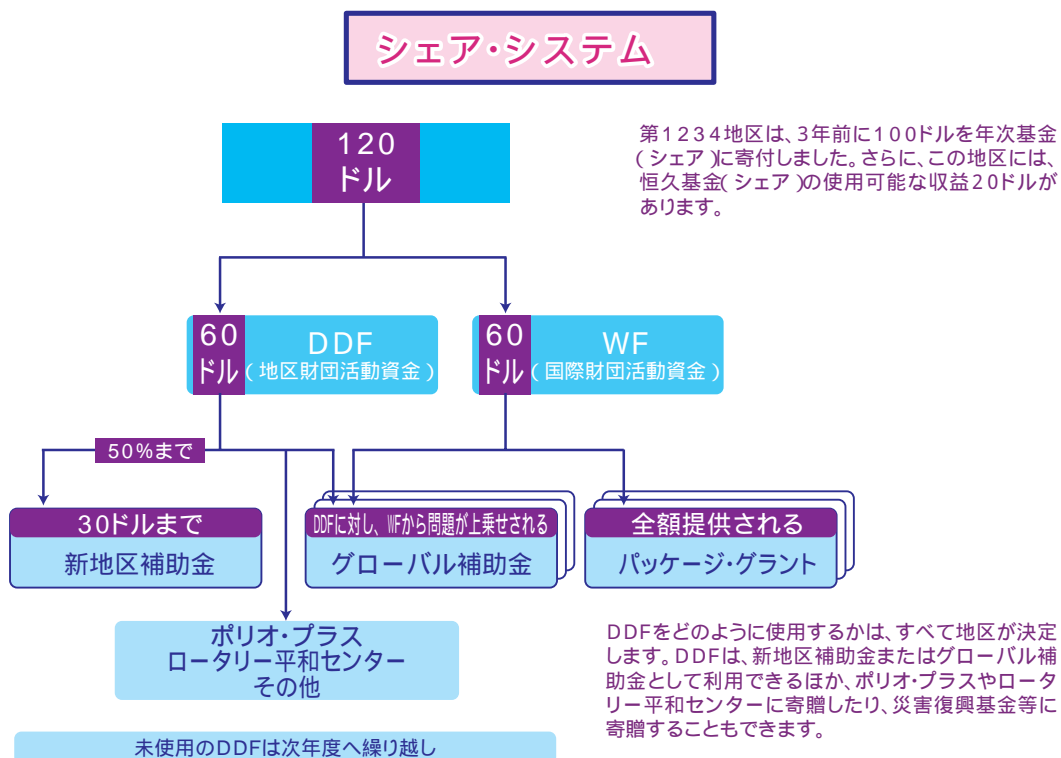 シェア・システム
120
ドル
第1234地区は、3年前に100ドルを年次基金
(シェア)に寄付しました。さらに、この地区には、
恒久基金(シェア)の使用可能な収益20ドルが
あります。
60
ドル
DDF
(地区財団活動資金)
60
ドル
WF
(国際財団活動資金)
50%まで
30ドルまで
新地区補助金
DDFに対し、WFから問題が上乗せされる
グローバル補助金
全額提供される
パッケージ・グラント
ポリオ・プラス
ロータリー平和センター
その他
DDFをどのように使用するかは、すべて地区が決定
します。DDFは、新地区補助金またはグローバル補
助金として利用できるほか、ポリオ・プラスやロータ
リー平和センターに寄贈したり、災害復興基金等に
寄贈することもできます。
未使用のDDFは次年度へ繰り越し